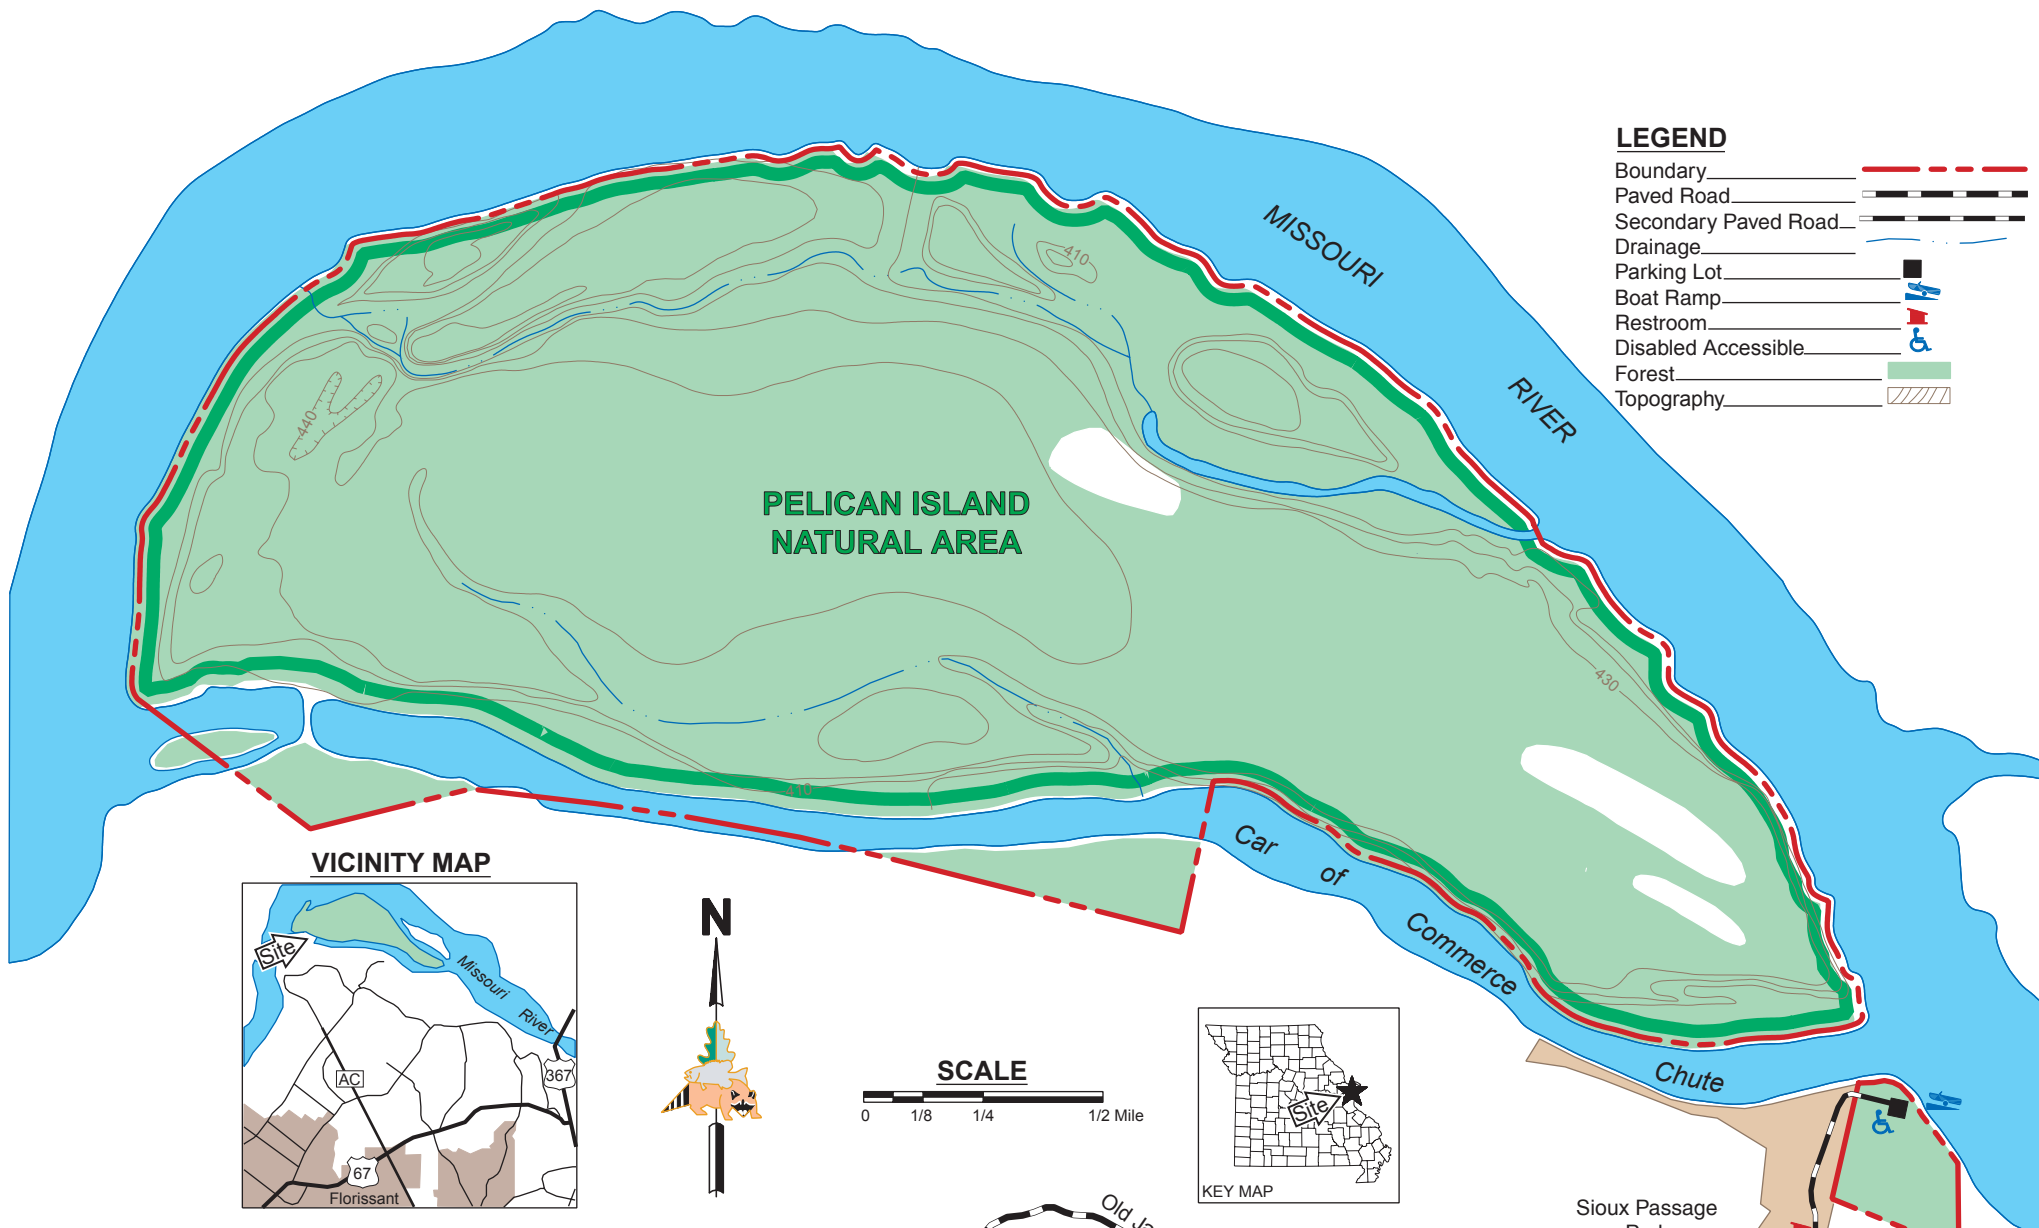 MISSOURI
RIVER
LEGEND
Boundary
Paved Road
Secondary Paved Road
Drainage
Parking Lot
Boat Ramp
Restroom
Disabled Accessible
Forest
Topography
410
440
PELICAN ISLAND
NATURAL AREA
430
410
Car
of
Commerce
Chute
VICINITY MAP
Site
Missouri
River
AC
367
67
Florissant
N
SCALE
0
1/8
1/4
1/2 Mile
Site
KEY MAP
Old
Sioux Passage